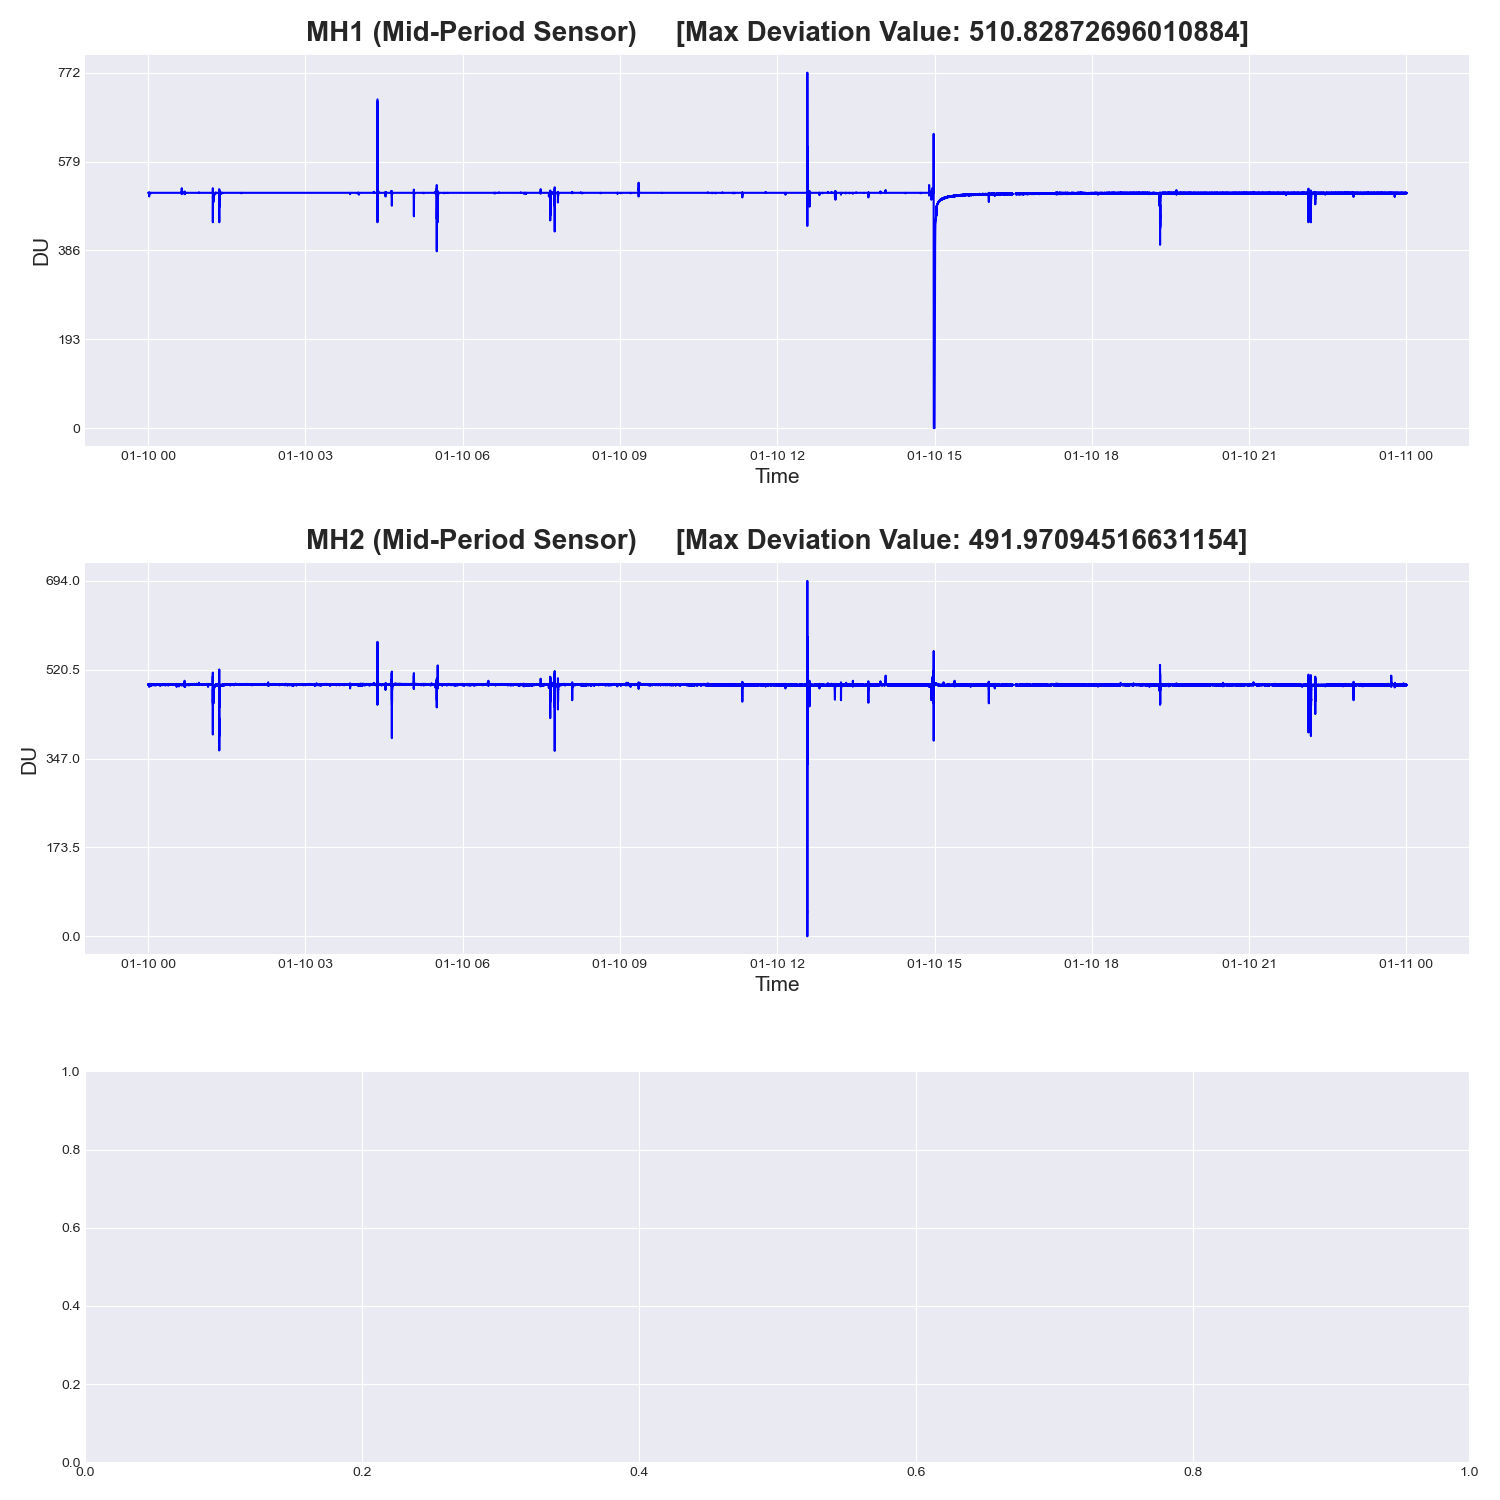 MH1 (Mid-Period Sensor) [Max Deviation Value: 510.82872696010884]
772
579
386
193
0
DU
01-10 00 01-10 03 01-10 06 01-10 09 01-10 12 01-10 15 01-10 18 01-10 21 01-11 00
Time
MH2 (Mid-Period Sensor) [Max Deviation Value: 491.97094516631154]
694.0
520.5
347.0
173.5
0.0
DU
01-10 00 01-10 03 01-10 06 01-10 09 01-10 12 01-10 15 01-10 18 01-10 21 01-11 00
Time
1.0
0.8
0.6
0.4
0.2
0.0
0.0 0.2 0.4 0.6 0.8 1.0